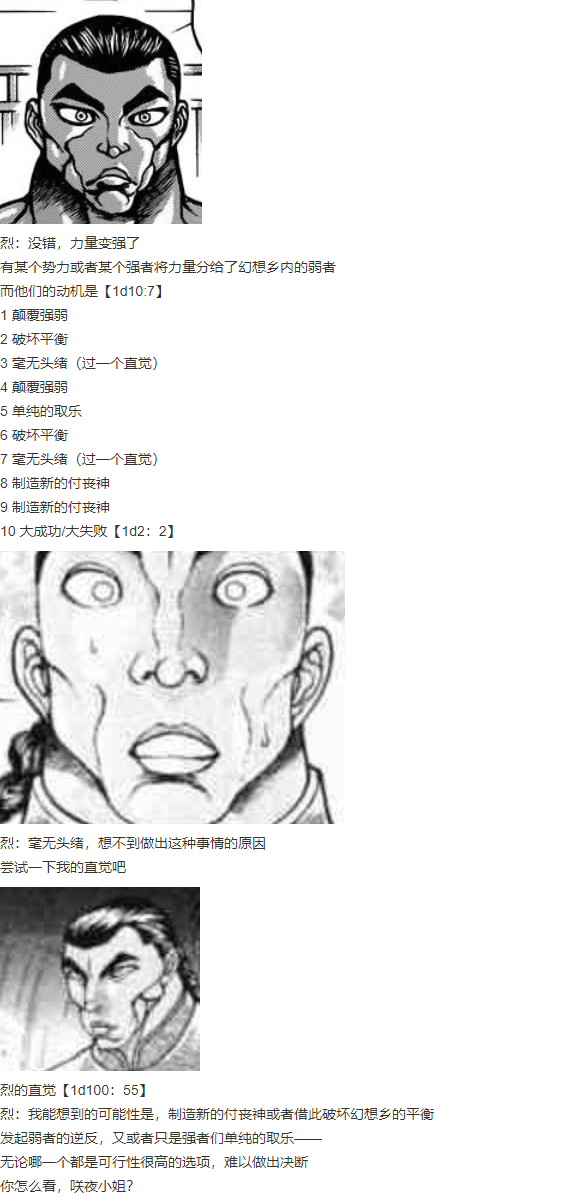 烈：没错，力量变强了
有某个势力或者某个强者将力量分给了幻想乡内的弱者
而他们的动机是【1d10:7】
1 颠覆强弱
2 破坏平衡
3 毫无头绪（过一个直觉）
4 颠覆强弱
5 单纯的取乐
6 破坏平衡
7 毫无头绪（过一个直觉）
8 制造新的付丧神
9 制造新的付丧神
10 大成功/大失败【1d2：2】
烈：毫无头绪，想不到做出这种事情的原因
尝试一下我的直觉吧
烈的直觉【1d100：55】
烈：我能想到的可能性是，制造新的付丧神或者借此破坏幻想乡的平衡
发起弱者的逆反，又或者只是强者们单纯的取乐——
无论哪一个都是可行性很高的选项，难以做出决断
你怎么看，咲夜小姐?